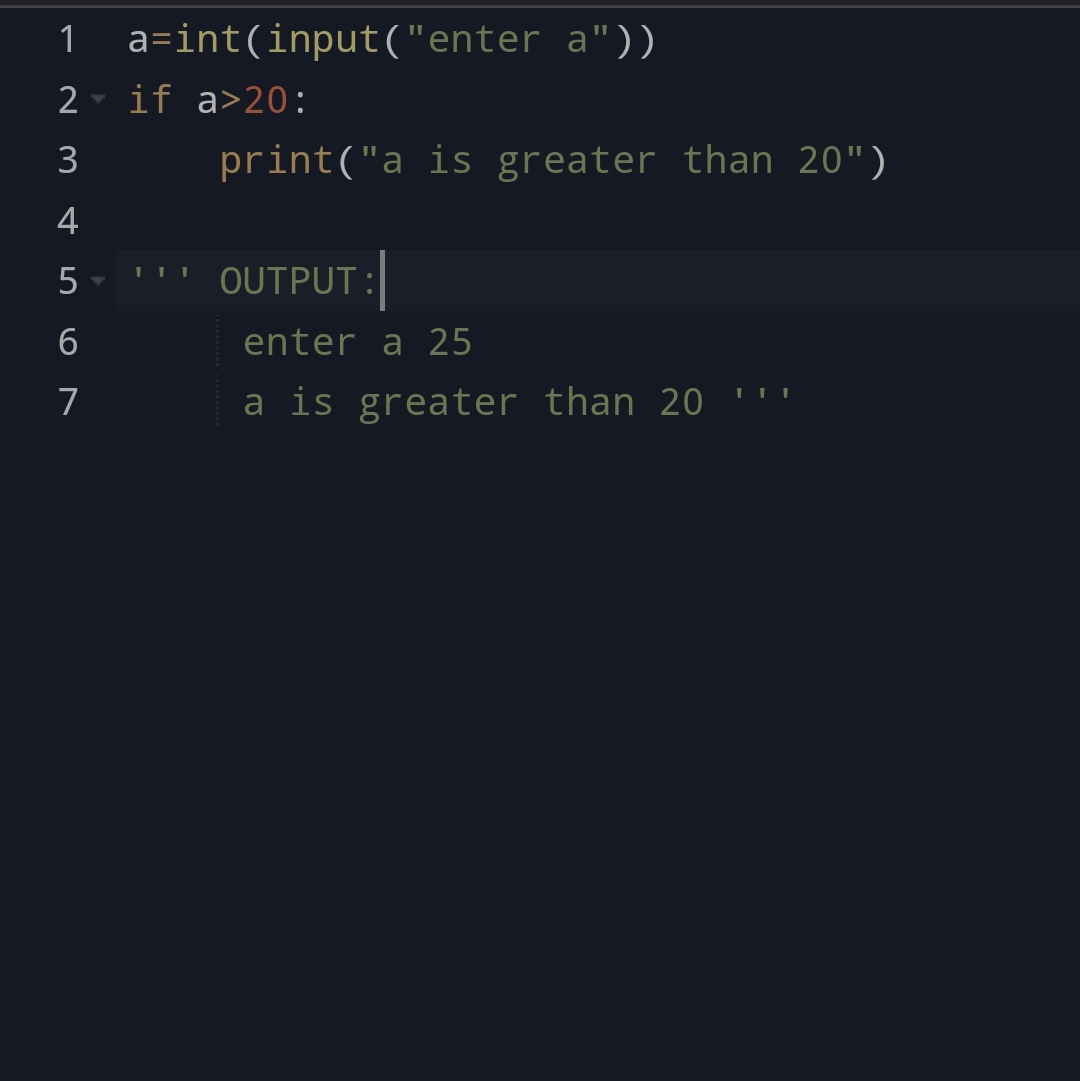 1 a=int(input("enter a"))
2 if a>20:
3     print("a is greater than 20")
4
5 ''' OUTPUT:
6      enter a 25
7      a is greater than 20 '''